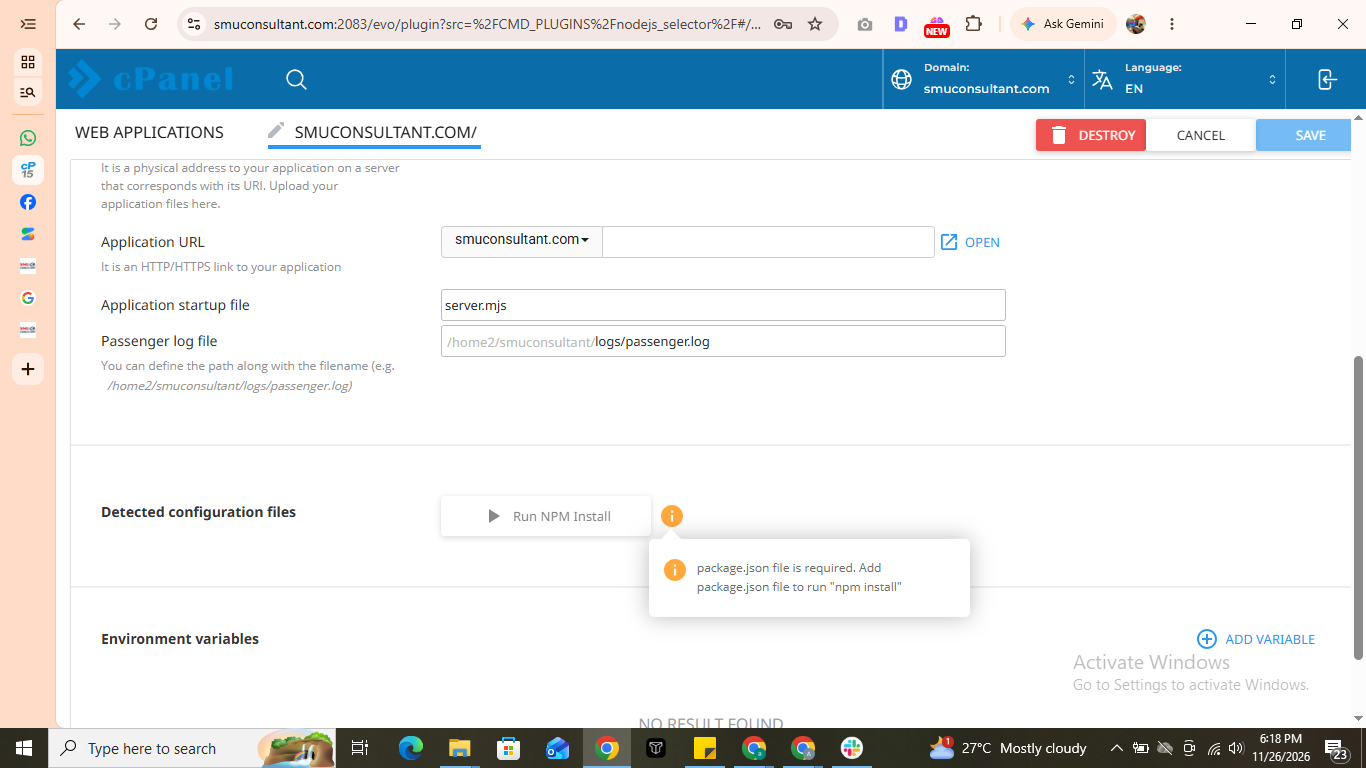 smuconsultant.com:2083/evo/plugin?src=%2FCMD_PLUGINS%2Fnodejs_selector%2F#/...
NEW
Ask Gemini
cPanel
Domain:
smuconsultant.com
Language:
EN
cP
15
WEB APPLICATIONS
SMUCONSULTANT.COM/
DESTROY
CANCEL
SAVE
It is a physical address to your application on a server
that corresponds with its URI. Upload your
application files here.
Application URL
smuconsultant.com
OPEN
It is an HTTP/HTTPS link to your application
Application startup file
server.mjs
Passenger log file
/home2/smuconsultant/logs/passenger.log
You can define the path along with the filename (e.g.
/home2/smuconsultant/logs/passenger.log)
Detected configuration files
Run NPM Install
package.json file is required. Add
package.json file to run "npm install"
Environment variables
ADD VARIABLE
Activate Windows
Go to Settings to activate Windows.
NO RESULT FOUND
Type here to search
1
27°C Mostly cloudy
6:18 PM
11/26/2026
23